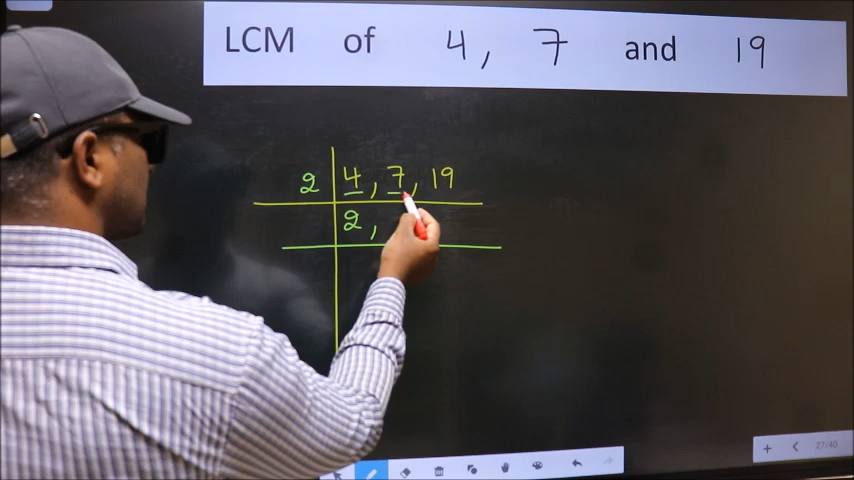 LCM of 4, 7 and 19
2 4, 7, 19
2,
27/40